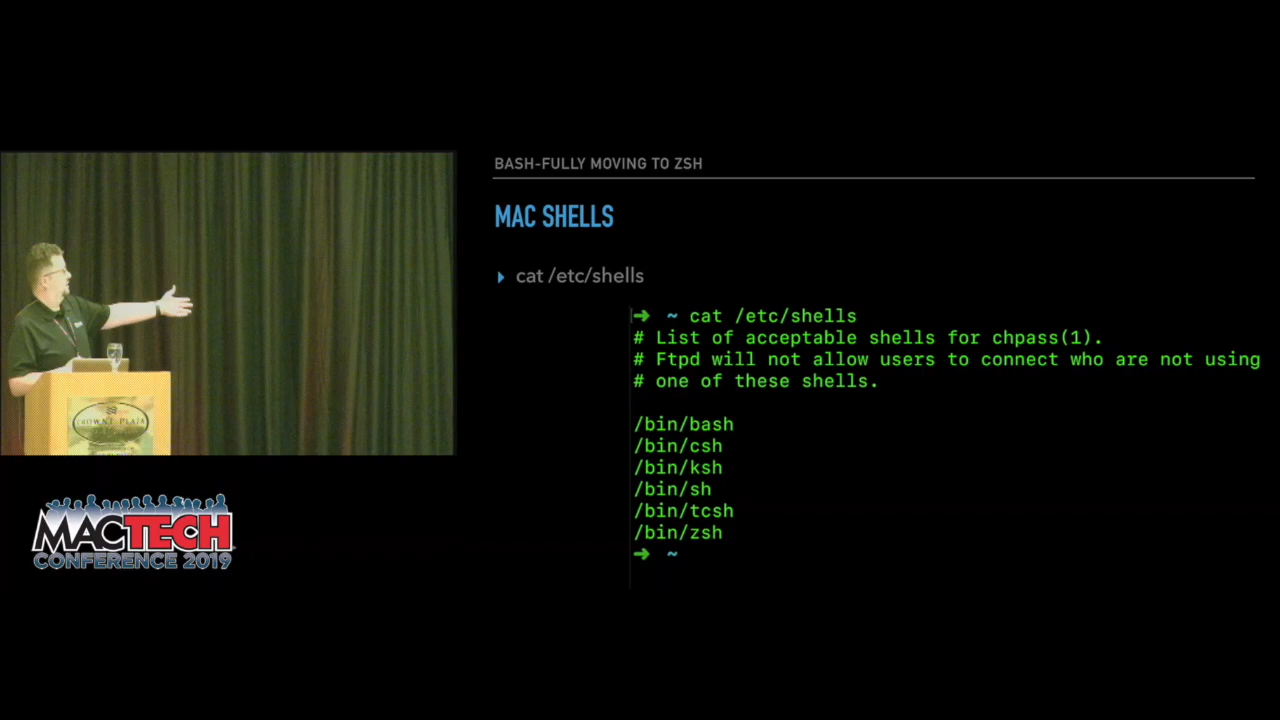 BASH-FULLY MOVING TO ZSH
MAC SHELLS
cat /etc/shells
➜ ~ cat /etc/shells
# List of acceptable shells for chpass(1).
# Ftpd will not allow users to connect who are not using
# one of these shells.
/bin/bash
/bin/csh
/bin/ksh
/bin/sh
/bin/tcsh
/bin/zsh
➜ ~
CROWNE PLAZA
MACTECH
CONFERENCE 2019